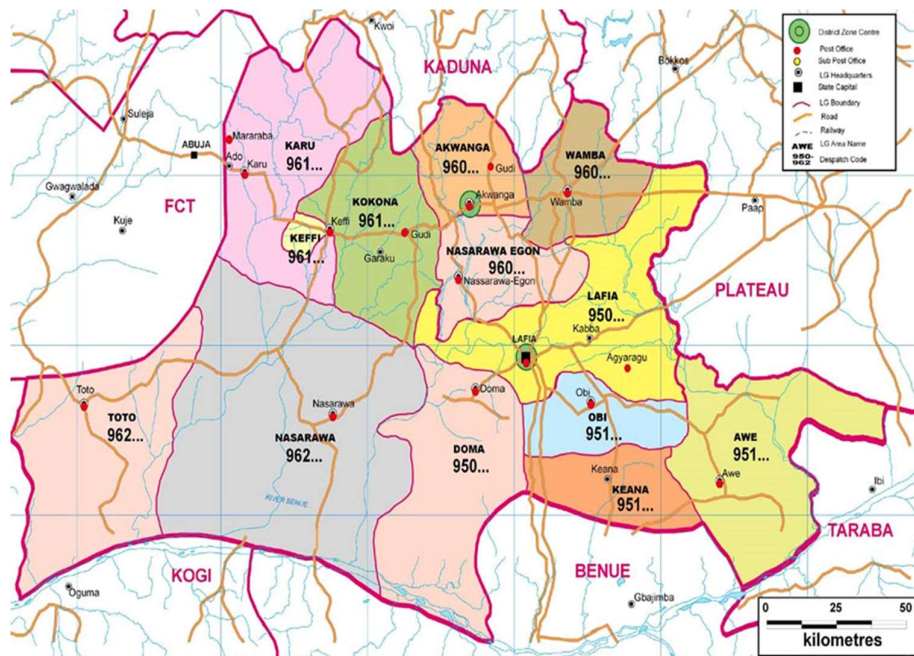 Kwoi
KADUNA
Bokkos
District Zone Centre
Post Office
Sub Post Office
LG Headquarters
State Capital
LG Boundary
Road
Railway
AWE LG Area Name
950-962 Despatch Code
Suleja
Mararaba
ABUJA
Ado
Karu
KARU
961...
AKWANGA
960...
Gudi
WAMBA
960...
Akwanga
Wamba
Gwagwalada
FCT
Kuje
KOKONA
961...
Keffi
KEFFI
961...
Gudi
Garaku
Paap
NASARAWA EGON
960...
Nassarawa-Egon
PLATEAU
LAFIA
950...
Kabba
LAFIA
Agyaragu
Toto
TOTO
962...
Nasarawa
NASARAWA
962...
Doma
DOMA
950...
Obi
OBI
951...
AWE
951...
Awe
Keana
KEANA
951...
Ibi
TARABA
RIVER BENUE
KOGI
Oguma
BENUE
Gbajimba
0 25 50
kilometres